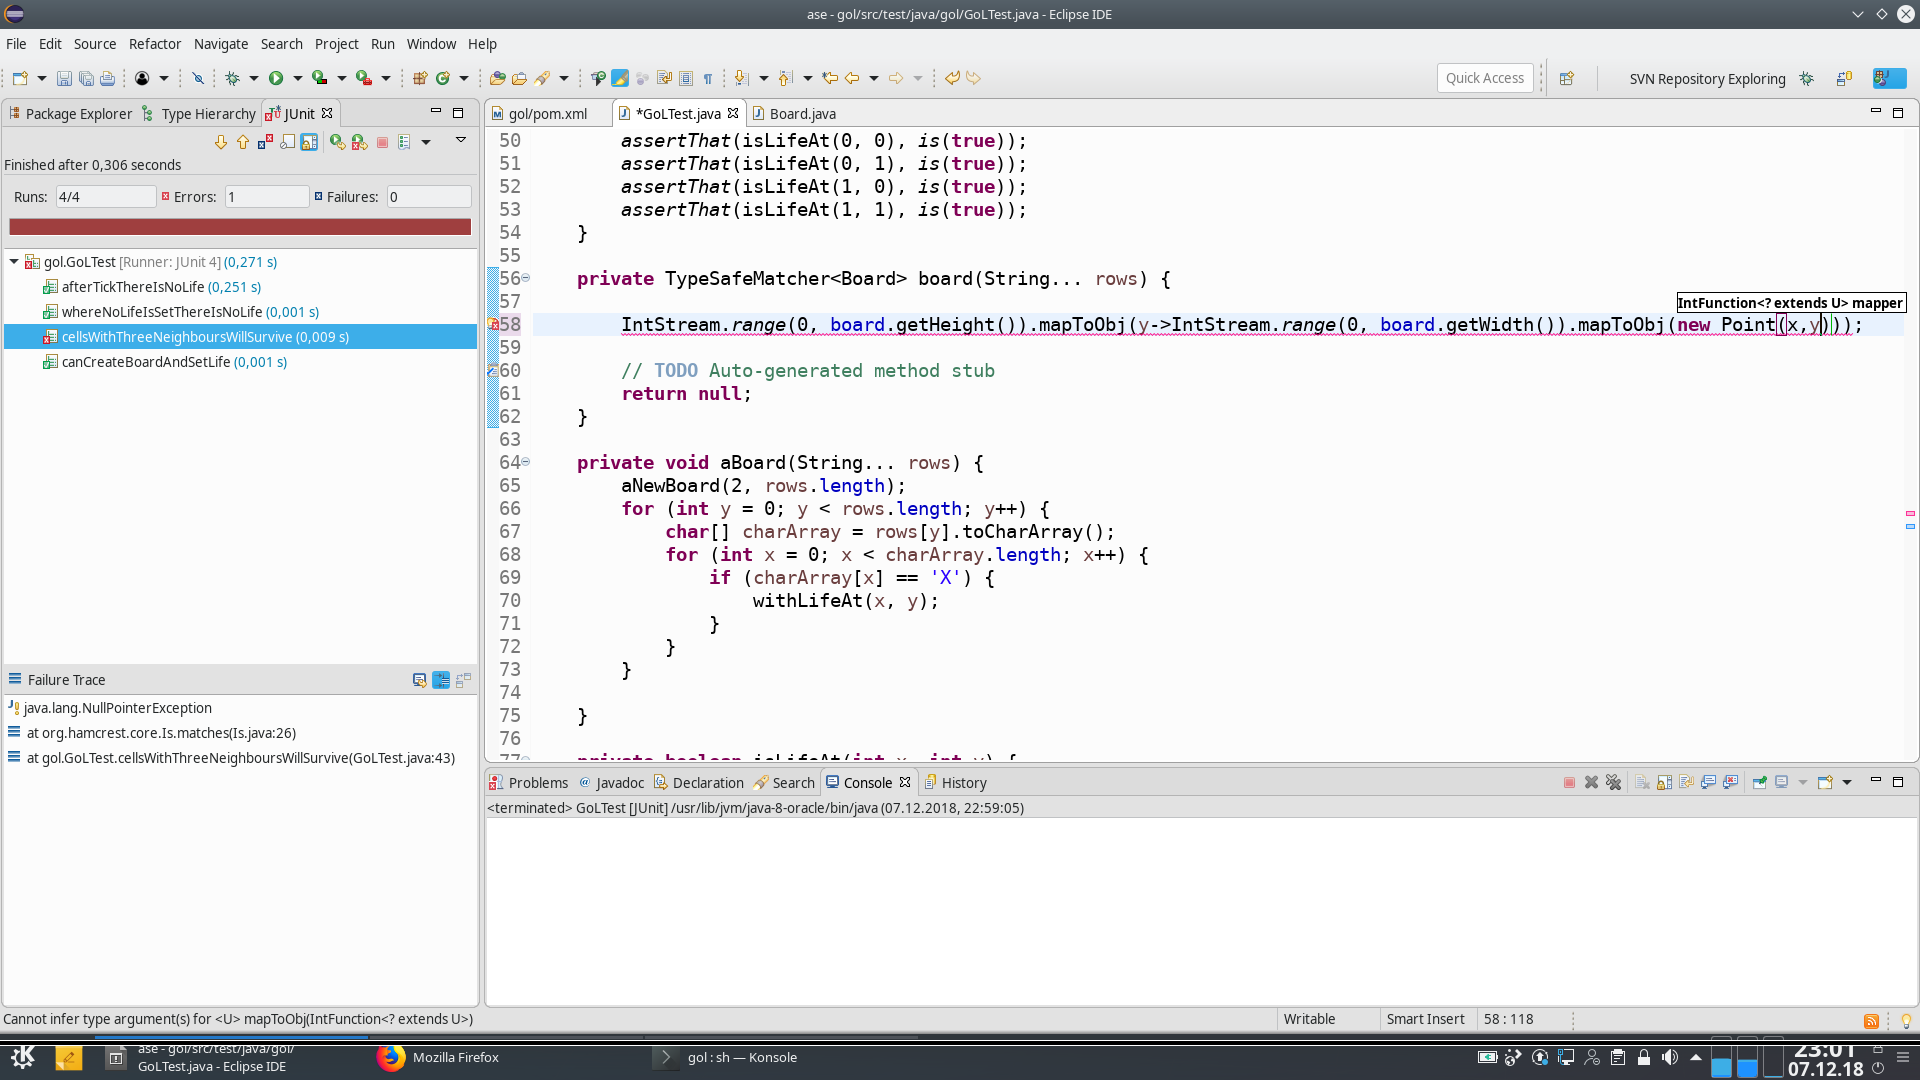 ase - gol/src/test/java/gol/GoLTest.java - Eclipse IDE
File Edit Source Refactor Navigate Search Project Run Window Help
Quick Access
SVN Repository Exploring
Package Explorer Type Hierarchy JUnit
Finished after 0,306 seconds
Runs: 4/4 Errors: 1 Failures: 0
gol.GoLTest [Runner: JUnit 4] (0,271 s)
afterTickThereIsNoLife (0,251 s)
whereNoLifeIsSetThereIsNoLife (0,001 s)
cellsWithThreeNeighboursWillSurvive (0,009 s)
canCreateBoardAndSetLife (0,001 s)
Failure Trace
java.lang.NullPointerException
at org.hamcrest.core.Is.matches(Is.java:26)
at gol.GoLTest.cellsWithThreeNeighboursWillSurvive(GoLTest.java:43)
gol/pom.xml *GoLTest.java Board.java
50 assertThat(isLifeAt(0, 0), is(true));
51 assertThat(isLifeAt(0, 1), is(true));
52 assertThat(isLifeAt(1, 0), is(true));
53 assertThat(isLifeAt(1, 1), is(true));
54 }
55
56 private TypeSafeMatcher<Board> board(String... rows) {
57
IntFunction<? extends U> mapper
58 IntStream.range(0, board.getHeight()).mapToObj(y->IntStream.range(0, board.getWidth()).mapToObj(new Point(x,y)));
59
60 // TODO Auto-generated method stub
61 return null;
62 }
63
64 private void aBoard(String... rows) {
65 aNewBoard(2, rows.length);
66 for (int y = 0; y < rows.length; y++) {
67 char[] charArray = rows[y].toCharArray();
68 for (int x = 0; x < charArray.length; x++) {
69 if (charArray[x] == 'X') {
70 withLifeAt(x, y);
71 }
72 }
73 }
74
75 }
76
77 private boolean isLifeAt(int x, int y) {
Problems Javadoc Declaration Search Console History
<terminated> GoLTest [JUnit] /usr/lib/jvm/java-8-oracle/bin/java (07.12.2018, 22:59:05)
Cannot infer type argument(s) for <U> mapToObj(IntFunction<? extends U>)
Writable Smart Insert 58 : 118
ase - gol/src/test/java/gol/
GoLTest.java - Eclipse IDE
Mozilla Firefox
gol : sh — Konsole
23:01
07.12.18